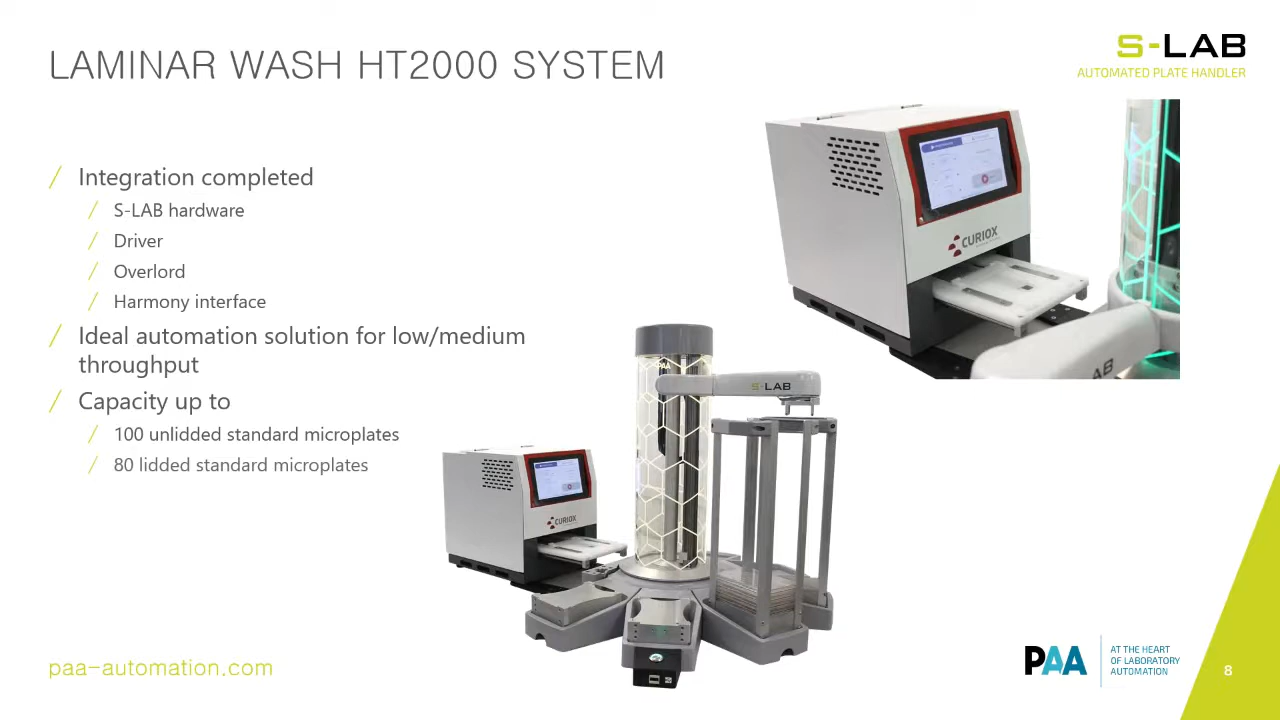 LAMINAR WASH HT2000 SYSTEM
S-LAB
AUTOMATED PLATE HANDLER
/ Integration completed
/ S-LAB hardware
/ Driver
/ Overlord
/ Harmony interface
/ Ideal automation solution for low/medium
throughput
/ Capacity up to
/ 100 unlidded standard microplates
/ 80 lidded standard microplates
CURIOX
AB
PAA
S-LAB
CURIOX
paa-automation.com
PAA
AT THE HEART
OF LABORATORY
AUTOMATION
8